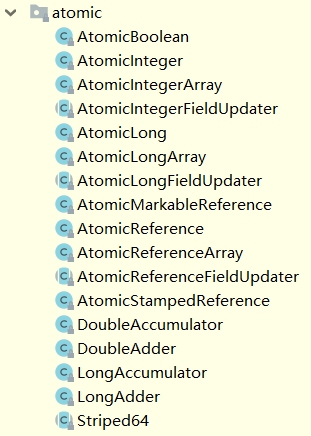 atomic
C AtomicBoolean
C AtomicInteger
C AtomicIntegerArray
C AtomicIntegerFieldUpdater
C AtomicLong
C AtomicLongArray
C AtomicLongFieldUpdater
C AtomicMarkableReference
C AtomicReference
C AtomicReferenceArray
C AtomicReferenceFieldUpdater
C AtomicStampedReference
C DoubleAccumulator
C DoubleAdder
C LongAccumulator
C LongAdder
C Striped64